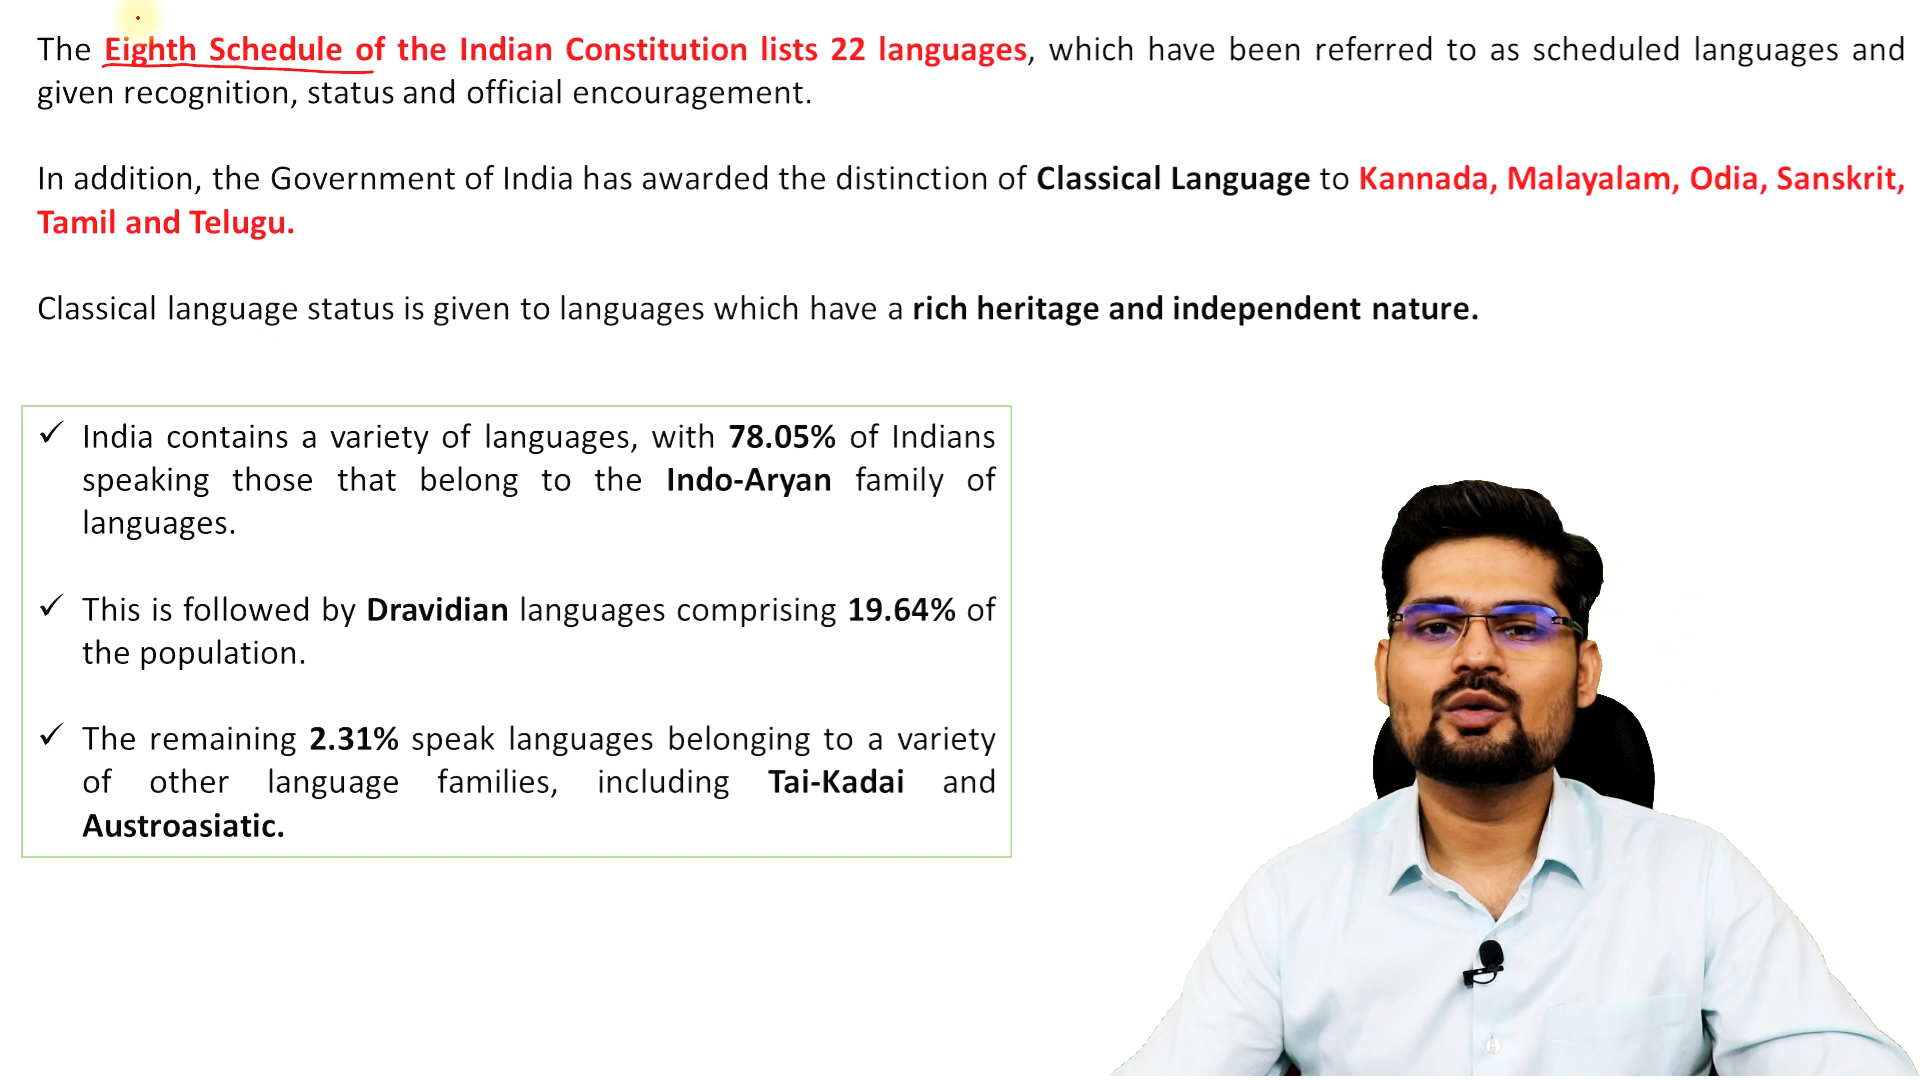 The Eighth Schedule of the Indian Constitution lists 22 languages, which have been referred to as scheduled languages and
given recognition, status and official encouragement.
In addition, the Government of India has awarded the distinction of Classical Language to Kannada, Malayalam, Odia, Sanskrit,
Tamil and Telugu.
Classical language status is given to languages which have a rich heritage and independent nature.
✓ India contains a variety of languages, with 78.05% of Indians
speaking those that belong to the Indo-Aryan family of
languages.
✓ This is followed by Dravidian languages comprising 19.64% of
the population.
✓ The remaining 2.31% speak languages belonging to a variety
of other language families, including Tai-Kadai and
Austroasiatic.